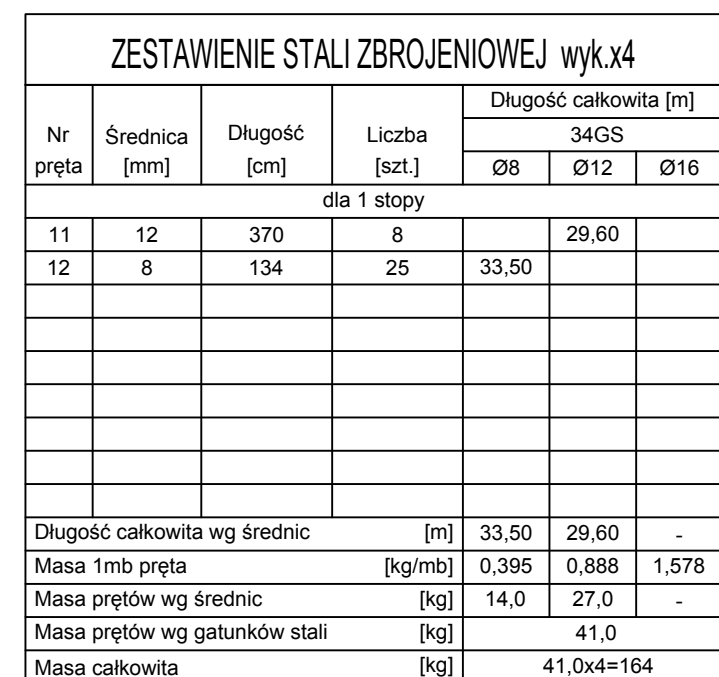 ZESTAWIENIE STALI ZBROJENIOWEJ wyk.x4
Nr pręta Średnica [mm] Długość [cm] Liczba [szt.] Długość całkowita [m]
34GS
Ø8 Ø12 Ø16
dla 1 stopy
11 12 370 8 29,60
12 8 134 25 33,50
Długość całkowita wg średnic [m] 33,50 29,60 -
Masa 1mb pręta [kg/mb] 0,395 0,888 1,578
Masa prętów wg średnic [kg] 14,0 27,0 -
Masa prętów wg gatunków stali [kg] 41,0
Masa całkowita [kg] 41,0x4=164